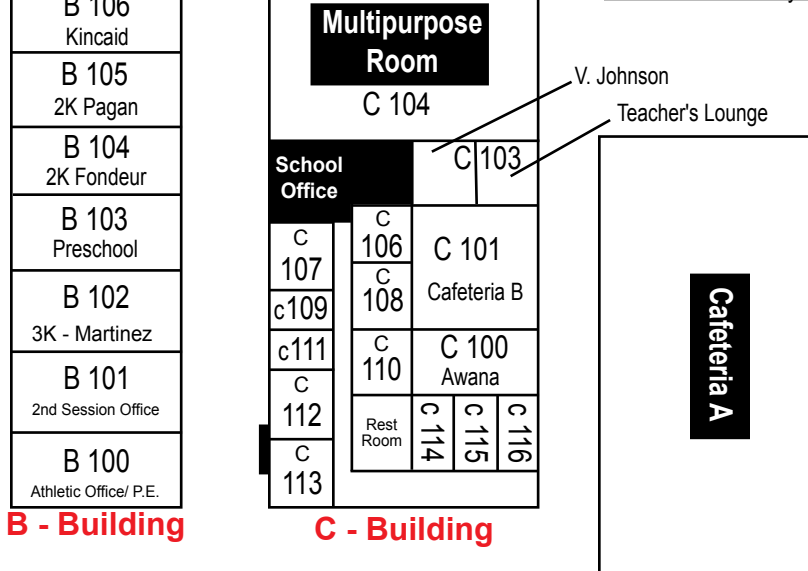 B 106
Kincaid
B 105
2K Pagan
B 104
2K Fondeur
B 103
Preschool
B 102
3K - Martinez
B 101
2nd Session Office
B 100
Athletic Office/ P.E.
B - Building
Multipurpose
Room
C 104
V. Johnson
Teacher's Lounge
School
Office
C 103
C
106
C
107
C 101
Cafeteria B
C
108
c109
c111
C
110
C 100
Awana
C
112
Rest
Room
C 114
C 115
C 116
C
113
C - Building
Cafeteria A